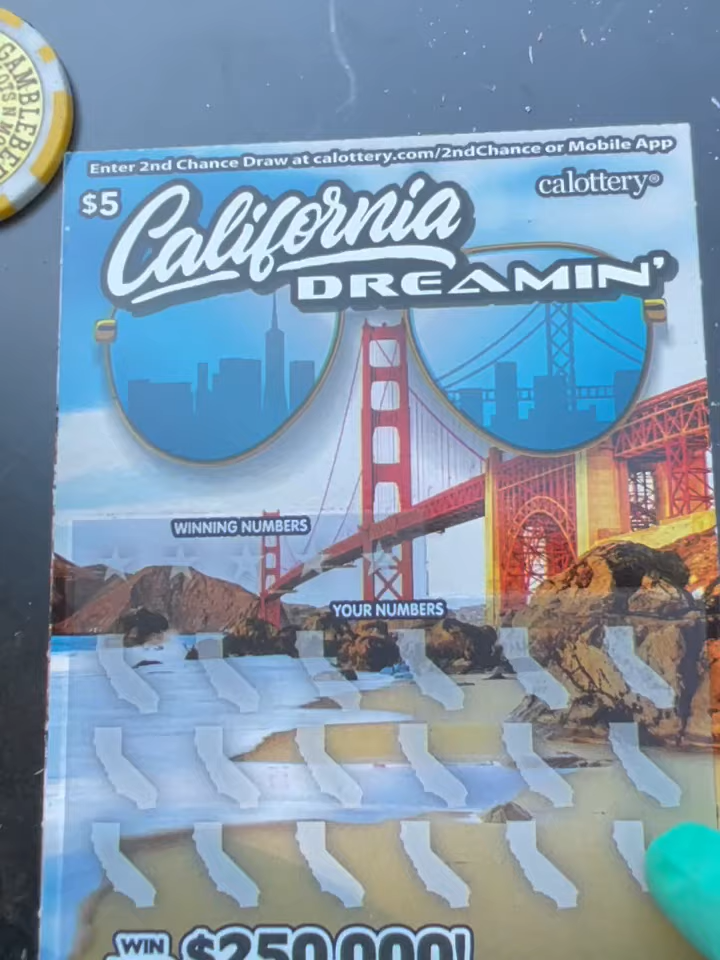 GAMBLEBE
Enter 2nd Chance Draw at calottery.com/2ndChance or Mobile App
$5
calottery®
California
DREAMIN'
WINNING NUMBERS
YOUR NUMBERS
WIN
$250,000!